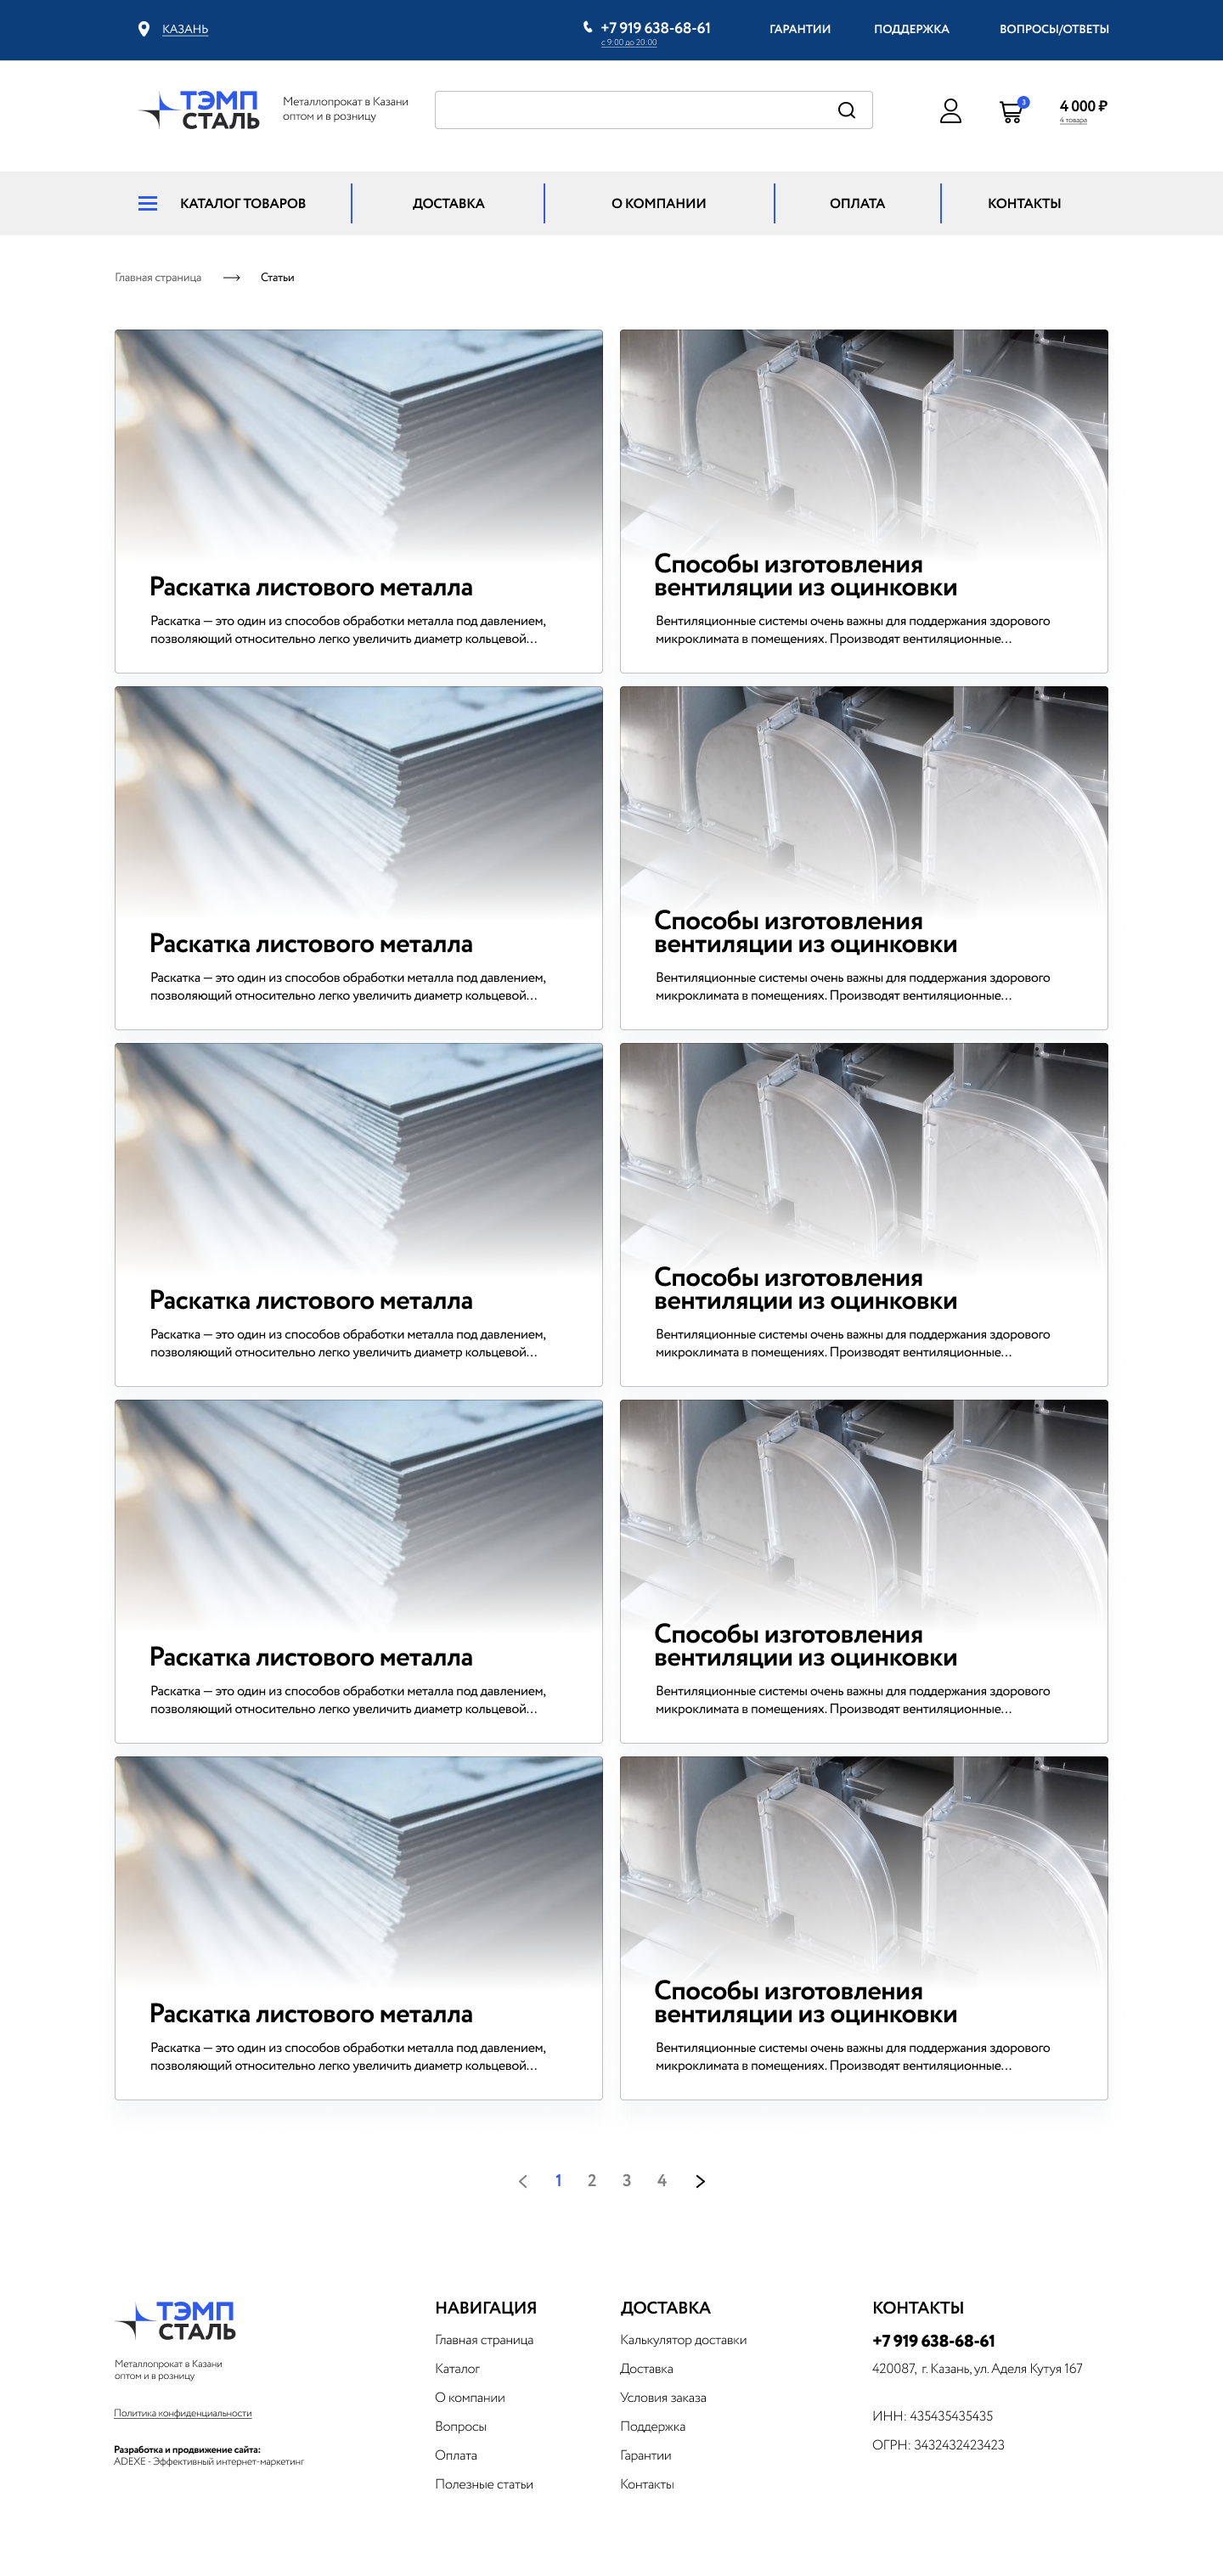 КАЗАНЬ
+7 919 638-68-61
с 9:00 до 20:00
ГАРАНТИИ
ПОДДЕРЖКА
ВОПРОСЫ/ОТВЕТЫ
ТЭМП
СТАЛЬ
Металлопрокат в Казани
оптом и в розницу
3
4 000 ₽
4 товара
КАТАЛОГ ТОВАРОВ
ДОСТАВКА
О КОМПАНИИ
ОПЛАТА
КОНТАКТЫ
Главная страница
Статьи
Раскатка листового металла
Раскатка — это один из способов обработки металла под давлением,
позволяющий относительно легко увеличить диаметр кольцевой...
Способы изготовления
вентиляции из оцинковки
Вентиляционные системы очень важны для поддержания здорового
микроклимата в помещениях. Производят вентиляционные...
Раскатка листового металла
Раскатка — это один из способов обработки металла под давлением,
позволяющий относительно легко увеличить диаметр кольцевой...
Способы изготовления
вентиляции из оцинковки
Вентиляционные системы очень важны для поддержания здорового
микроклимата в помещениях. Производят вентиляционные...
Раскатка листового металла
Раскатка — это один из способов обработки металла под давлением,
позволяющий относительно легко увеличить диаметр кольцевой...
Способы изготовления
вентиляции из оцинковки
Вентиляционные системы очень важны для поддержания здорового
микроклимата в помещениях. Производят вентиляционные...
Раскатка листового металла
Раскатка — это один из способов обработки металла под давлением,
позволяющий относительно легко увеличить диаметр кольцевой...
Способы изготовления
вентиляции из оцинковки
Вентиляционные системы очень важны для поддержания здорового
микроклимата в помещениях. Производят вентиляционные...
Раскатка листового металла
Раскатка — это один из способов обработки металла под давлением,
позволяющий относительно легко увеличить диаметр кольцевой...
Способы изготовления
вентиляции из оцинковки
Вентиляционные системы очень важны для поддержания здорового
микроклимата в помещениях. Производят вентиляционные...
1 2 3 4
ТЭМП
СТАЛЬ
Металлопрокат в Казани
оптом и в розницу
Политика конфиденциальности
Разработка и продвижение сайта:
ADEXE - Эффективный интернет-маркетинг
НАВИГАЦИЯ
Главная страница
Каталог
О компании
Вопросы
Оплата
Полезные статьи
ДОСТАВКА
Калькулятор доставки
Доставка
Условия заказа
Поддержка
Гарантии
Контакты
КОНТАКТЫ
+7 919 638-68-61
420087, г. Казань, ул. Аделя Кутуя 167
ИНН: 435435435435
ОГРН: 3432432423423